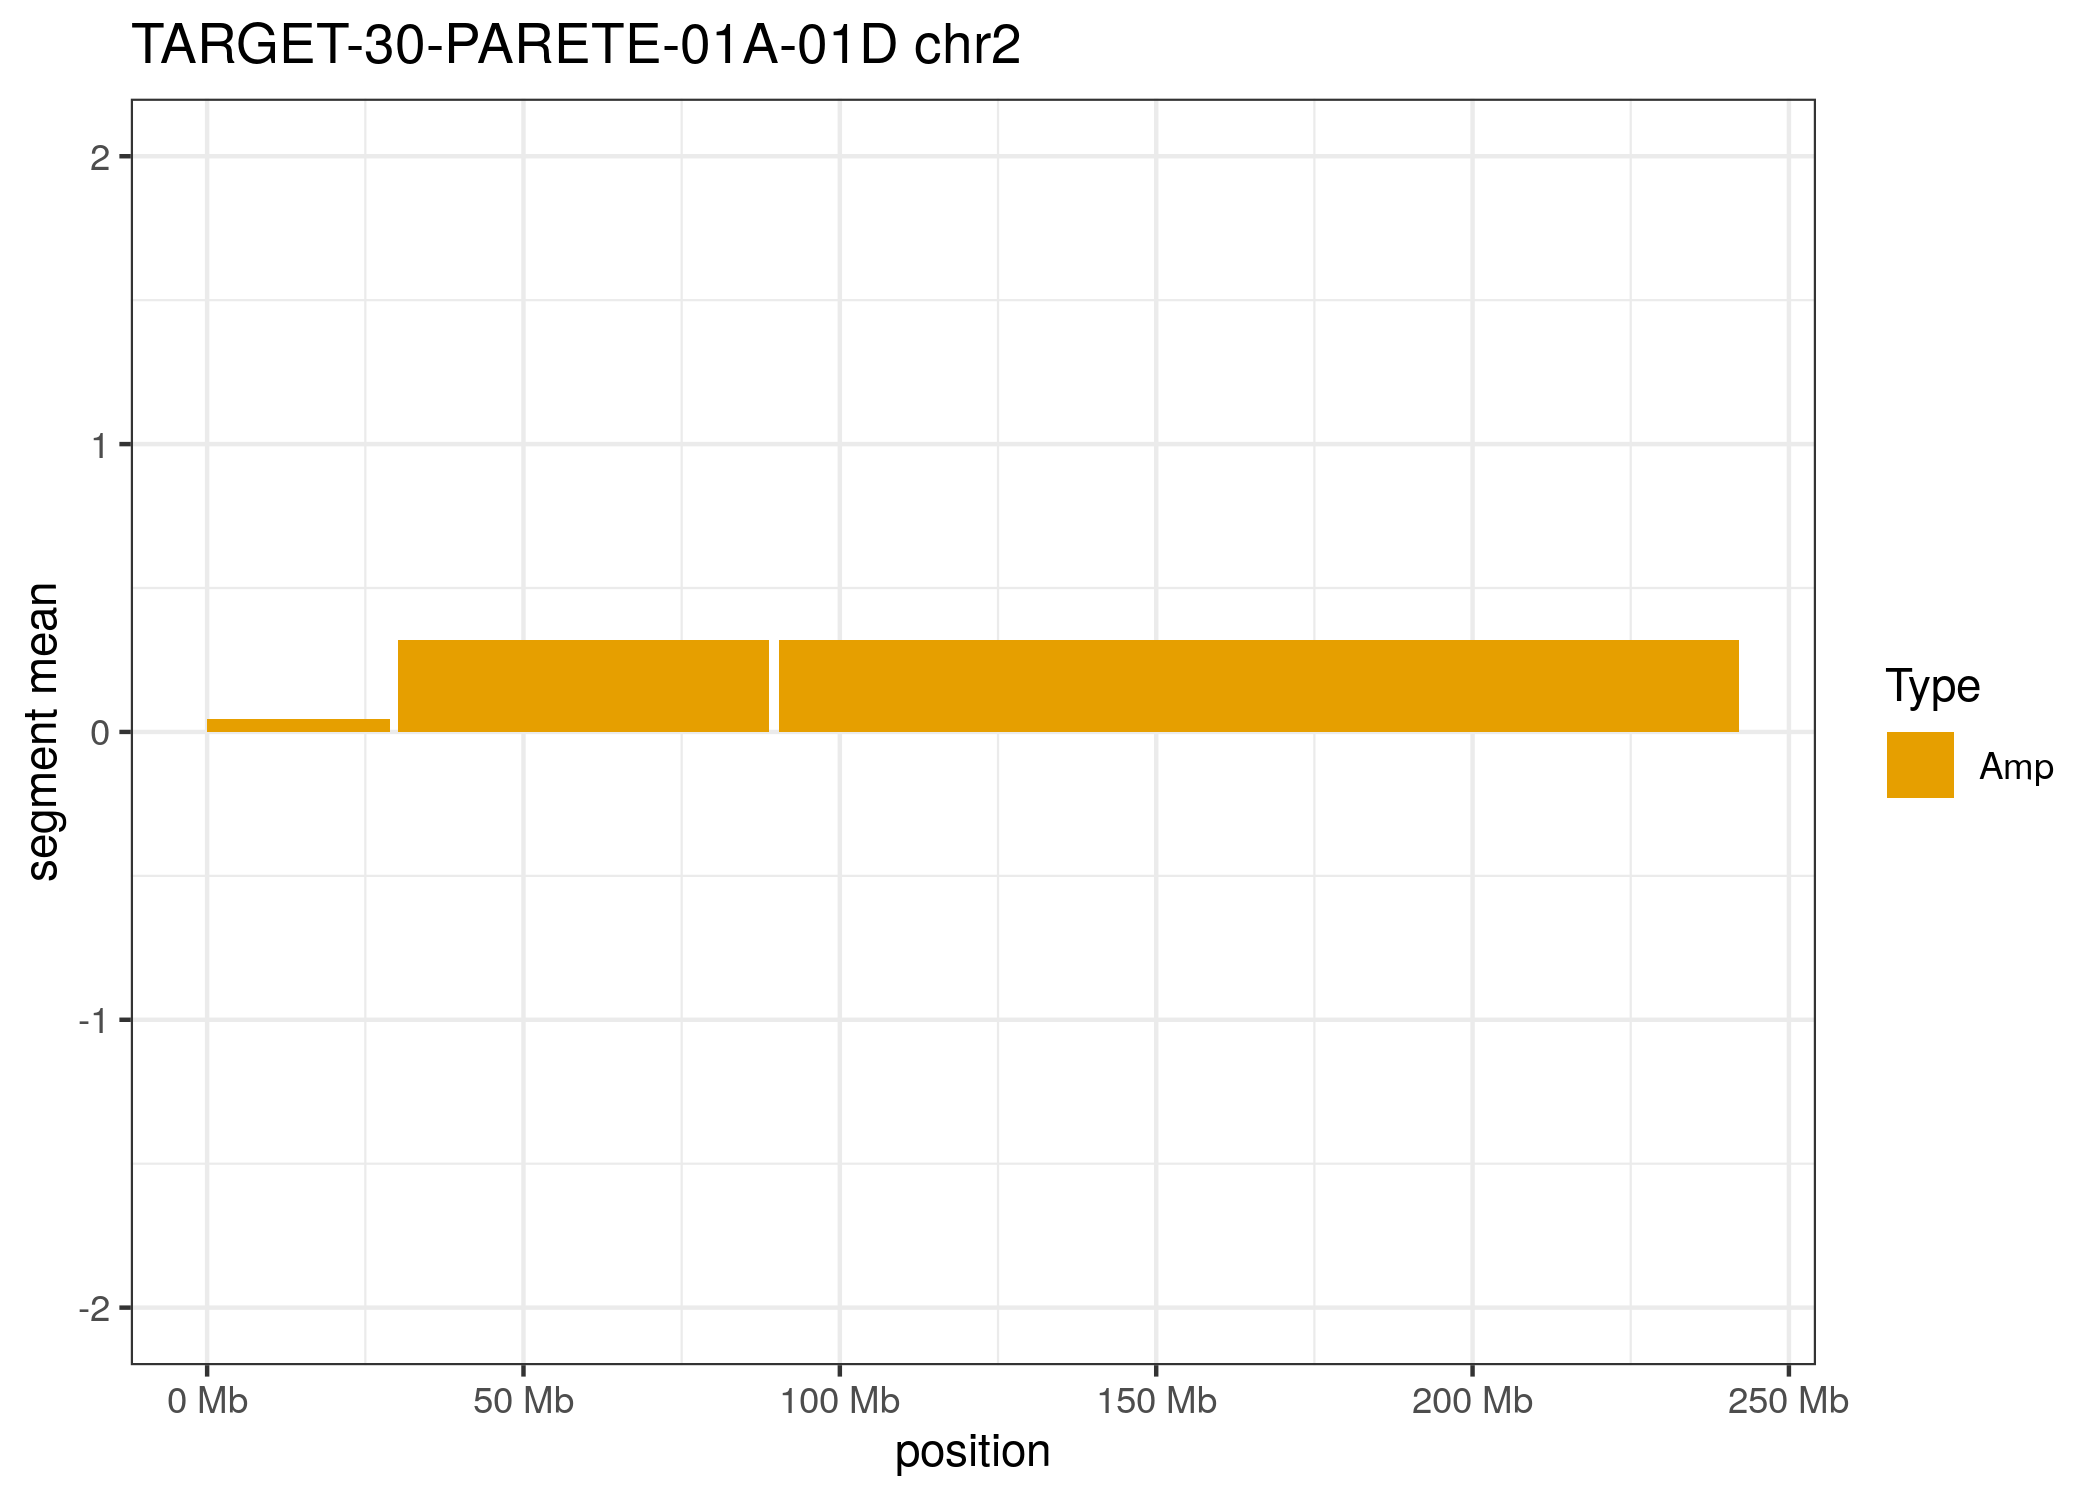 TARGET-30-PARETE-01A-01D chr2
2
1
0
-1
-2
segment mean
0 Mb
50 Mb
100 Mb
150 Mb
200 Mb
250 Mb
position
Type
Amp